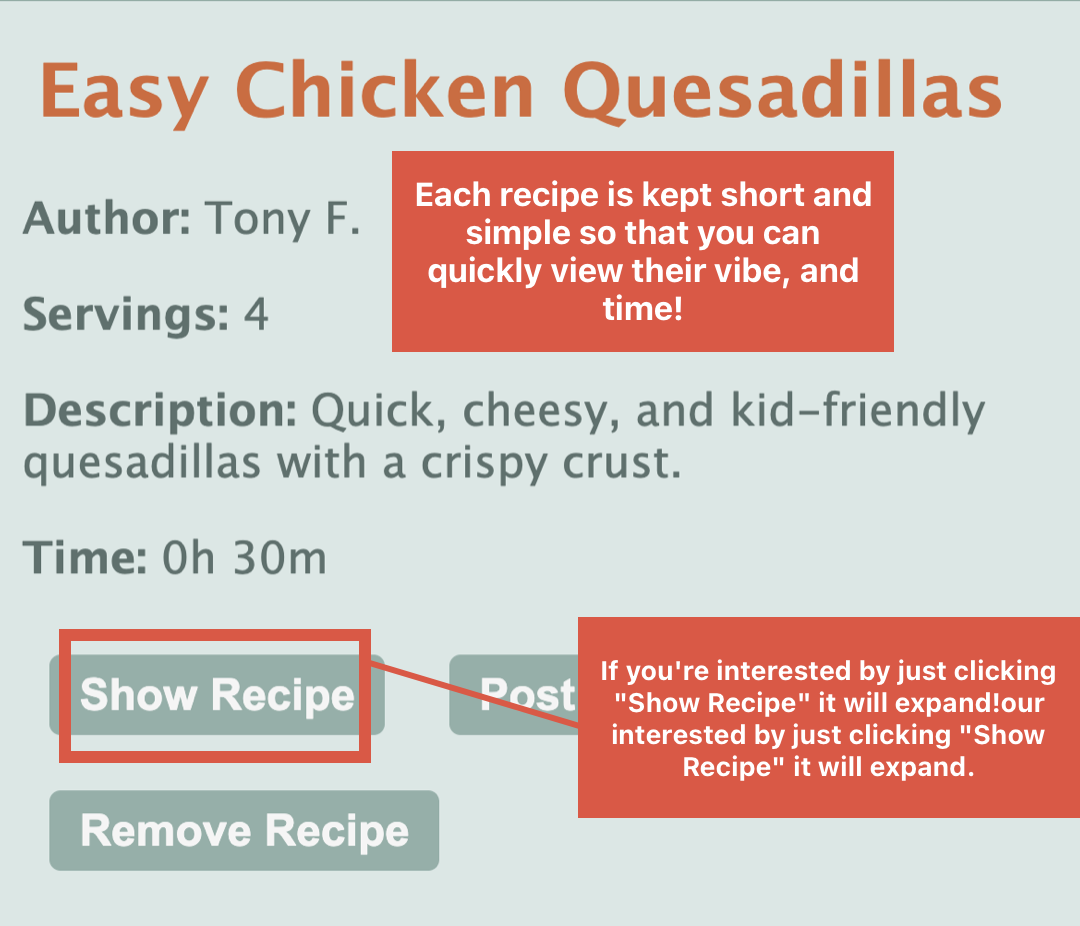 Easy Chicken Quesadillas
Author: Tony F.
Each recipe is kept short and
simple so that you can
quickly view their vibe, and
time!
Servings: 4
Description: Quick, cheesy, and kid-friendly
quesadillas with a crispy crust.
Time: 0h 30m
Show Recipe
Post
If you're interested by just clicking
"Show Recipe" it will expand!our
interested by just clicking "Show
Recipe" it will expand.
Remove Recipe